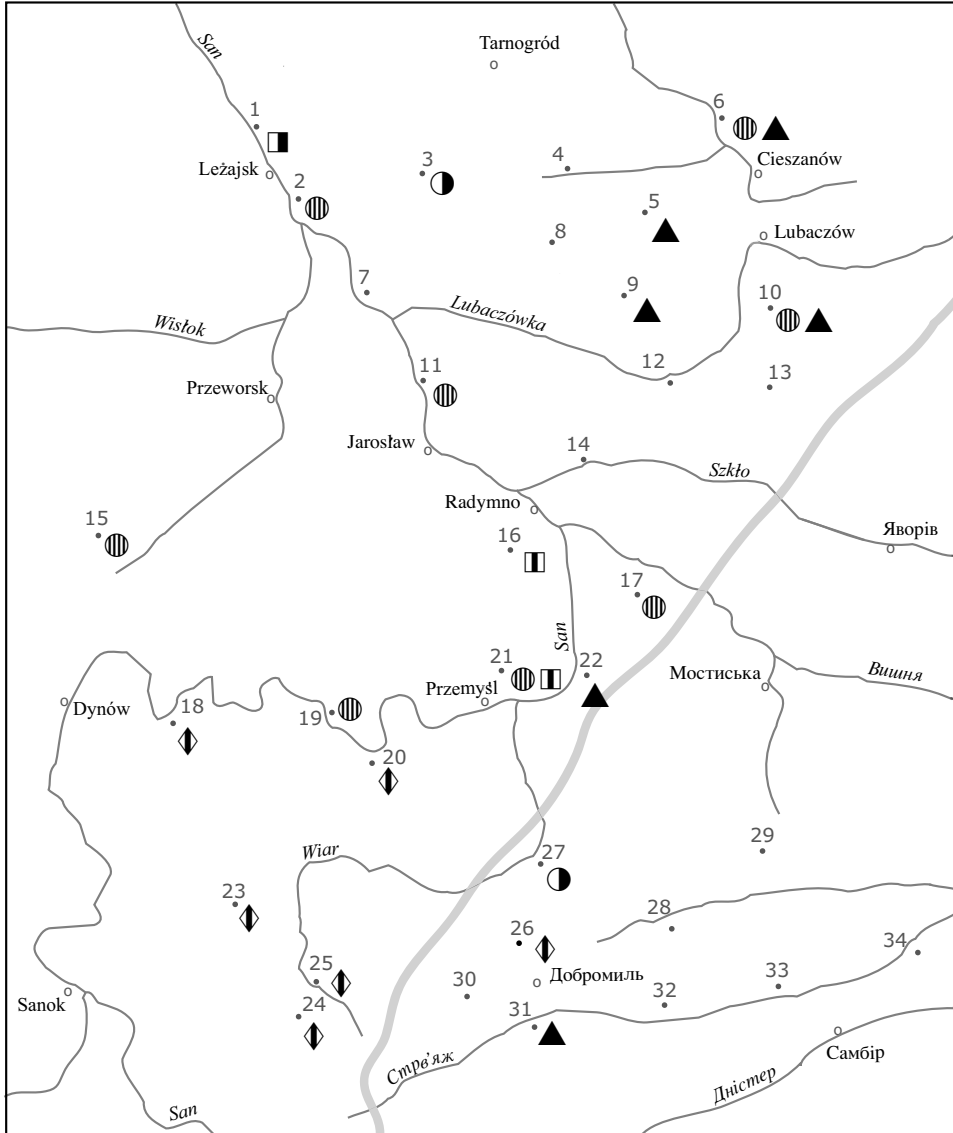 San
Tarnogród
1
6
Leżajsk
3
4
Cieszanów
2
5
8
Lubaczów
7
9
10
Wisłok
Lubaczówka
11
12
13
Przeworsk
Jarosław
14
Szkło
Radymno
15
16
Яворів
17
San
21
22
Przemyśl
Мостиська
Вишня
Dynów
18
19
20
Wiar
27
29
23
28
26
34
25
30
Добромиль
33
Sanok
24
31
32
Стрв’яж
Самбір
San
Дністер